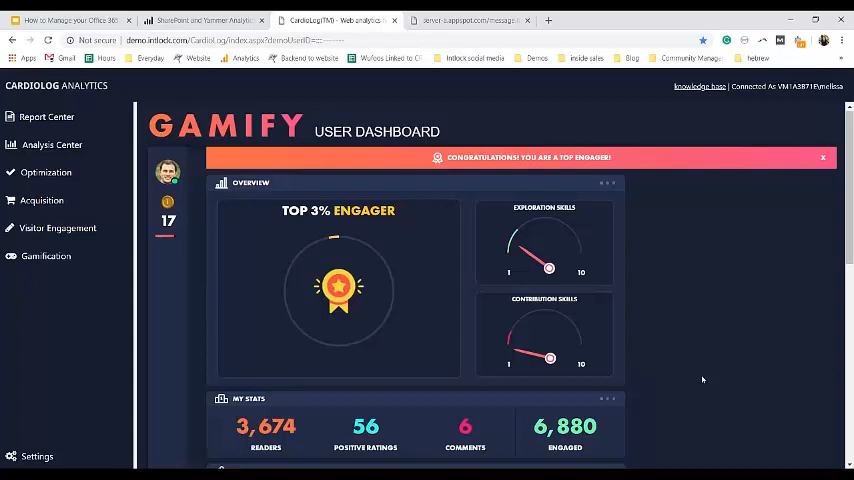 How to Manage your Office 365
SharePoint and Yammer Analytic
CardioLog(TM) - Web analytics f
server-a.appspot.com/message
Not secure demo.intlock.com/CardioLog/index.aspx?demoUserID=:::-------
Apps Gmail Hours Everyday Website Analytics Backend to website Wufoos Linked to CR Intlock social media Demos inside sales Blog Community Manage hebrew
CARDIOLOG ANALYTICS
knowledge base | Connected As VM1A3B71E\melissa
Report Center
Analysis Center
Optimization
Acquisition
Visitor Engagement
Gamification
Settings
GAMIFY USER DASHBOARD
CONGRATULATIONS! YOU ARE A TOP ENGAGER! X
17
OVERVIEW
TOP 3% ENGAGER
EXPLORATION SKILLS
1 10
CONTRIBUTION SKILLS
1 10
MY STATS
3,674 56 6 6,880
READERS POSITIVE RATINGS COMMENTS ENGAGED